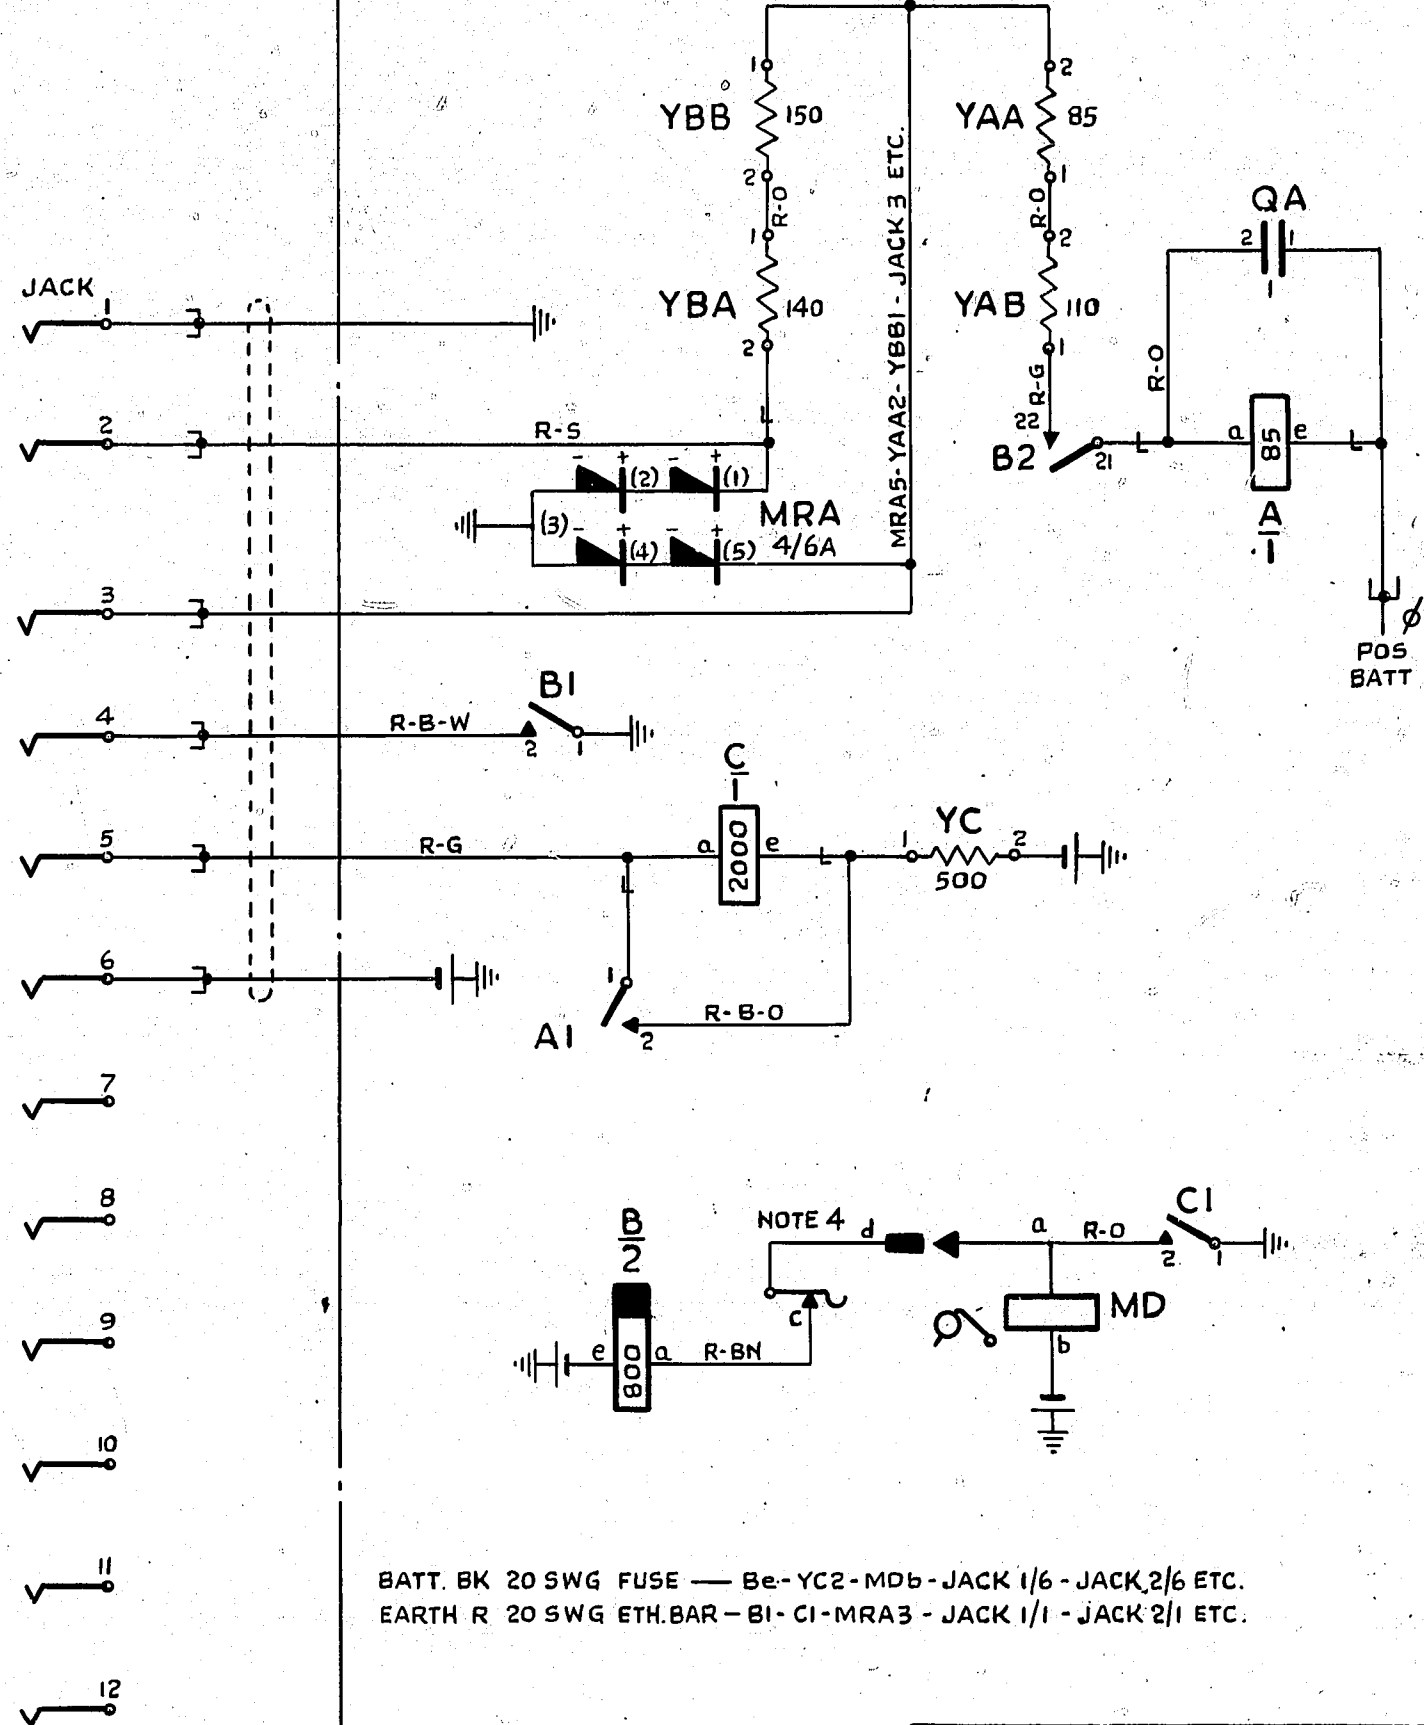 1 2
YBB 150 YAA 85
2 1
R-O R-O
1 2
QA
2 1
1
YBA 140 YAB 110
2 1
MRA5-YAA2-YBB1-JACK 3 ETC.
JACK 1
R-O
R-G
2 R-S
22
B2 21
a 85 e
A
1
- + (2) - + (1)
(3) MRA
- + (4) - + (5) 4/6A
3
φ
POS
BATT
B1
4 R-B-W 2 1
C
1
5 R-G a 2000 e 1 YC 2
500
6
1
A1 2 R-B-O
7
8
B
2
NOTE 4 d a R-O C1
2 1
c MD
9
e 800 a R-BN b
10
11
BATT. BK 20 SWG FUSE — Be-YC2-MDb-JACK 1/6-JACK 2/6 ETC.
EARTH R 20 SWG ETH.BAR-B1-C1-MRA3-JACK 1/1-JACK 2/1 ETC.
12